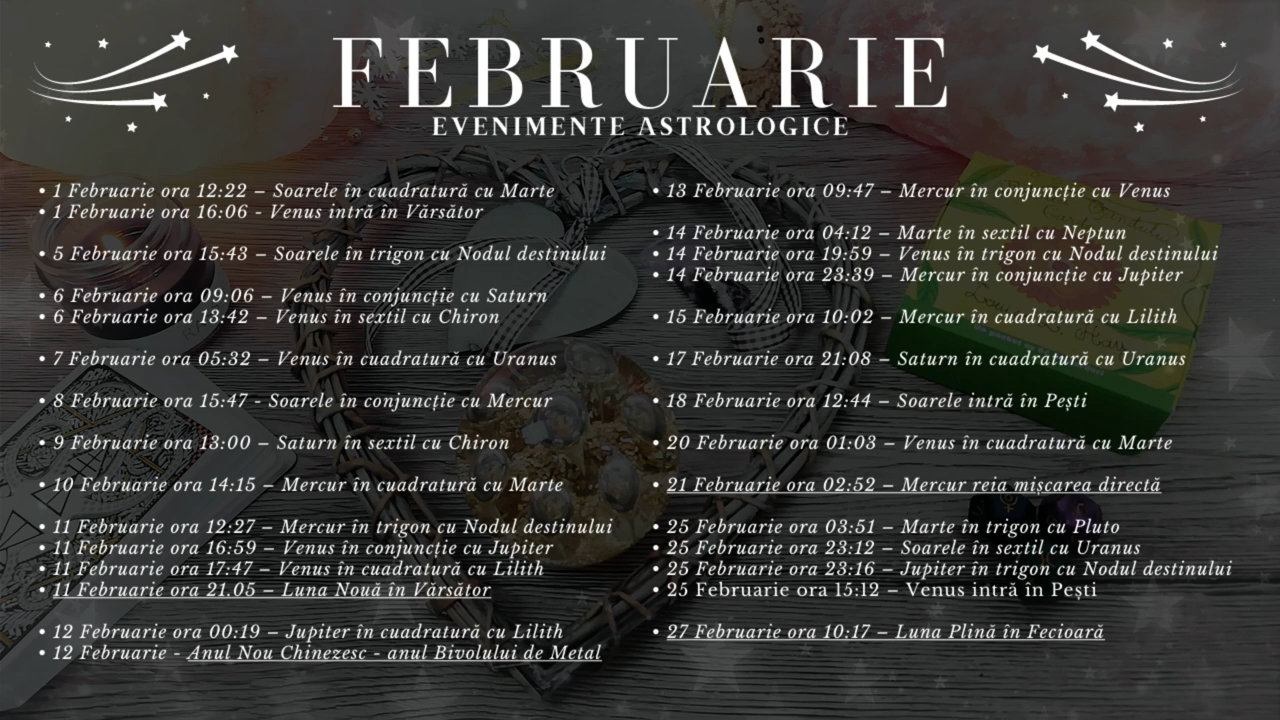 FEBRUARIE
EVENIMENTE ASTROLOGICE
• 1 Februarie ora 12:22 – Soarele în cuadratură cu Marte
• 1 Februarie ora 16:06 - Venus intră în Vărsător
• 5 Februarie ora 15:43 – Soarele în trigon cu Nodul destinului
• 6 Februarie ora 09:06 – Venus în conjuncție cu Saturn
• 6 Februarie ora 13:42 – Venus în sextil cu Chiron
• 7 Februarie ora 05:32 – Venus în cuadratură cu Uranus
• 8 Februarie ora 15:47 - Soarele în conjuncție cu Mercur
• 9 Februarie ora 13:00 – Saturn în sextil cu Chiron
• 10 Februarie ora 14:15 – Mercur în cuadratură cu Marte
• 11 Februarie ora 12:27 – Mercur în trigon cu Nodul destinului
• 11 Februarie ora 16:59 – Venus în conjuncție cu Jupiter
• 11 Februarie ora 17:47 – Venus în cuadratură cu Lilith
• 11 Februarie ora 21.05 – Luna Nouă în Vărsător
• 12 Februarie ora 00:19 – Jupiter în cuadratură cu Lilith
• 12 Februarie - Anul Nou Chinezesc - anul Bivolului de Metal
• 13 Februarie ora 09:47 – Mercur în conjuncție cu Venus
• 14 Februarie ora 04:12 – Marte în sextil cu Neptun
• 14 Februarie ora 19:59 – Venus în trigon cu Nodul destinului
• 14 Februarie ora 23:39 – Mercur în conjuncție cu Jupiter
• 15 Februarie ora 10:02 – Mercur în cuadratură cu Lilith
• 17 Februarie ora 21:08 – Saturn în cuadratură cu Uranus
• 18 Februarie ora 12:44 – Soarele intră în Pești
• 20 Februarie ora 01:03 – Venus în cuadratură cu Marte
• 21 Februarie ora 02:52 – Mercur reia mișcarea directă
• 25 Februarie ora 03:51 – Marte în trigon cu Pluto
• 25 Februarie ora 23:12 – Soarele în sextil cu Uranus
• 25 Februarie ora 23:16 – Jupiter în trigon cu Nodul destinului
• 25 Februarie ora 15:12 – Venus intră în Pești
• 27 Februarie ora 10:17 – Luna Plină în Fecioară